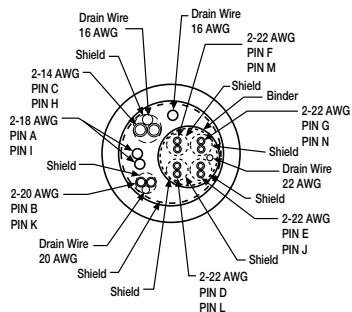 Drain Wire
16 AWG
Drain Wire
16 AWG
2-22 AWG
PIN F
PIN M
Shield
Shield
2-14 AWG
PIN C
PIN H
Binder
2-22 AWG
PIN G
PIN N
2-18 AWG
PIN A
PIN I
Shield
Shield
Drain Wire
22 AWG
2-20 AWG
PIN B
PIN K
Shield
2-22 AWG
PIN E
PIN J
Drain Wire
20 AWG
Shield
Shield
Shield
2-22 AWG
PIN D
PIN L